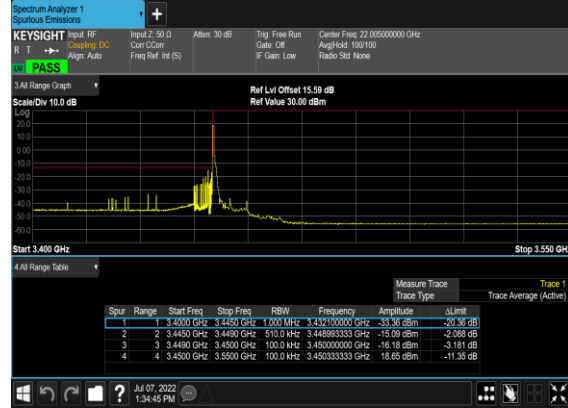 Spectrum Analyzer 1
Spurious Emissions
KEYSIGHT Input: RF Input Z: 50 Ω Atten: 30 dB Trig: Free Run Center Freq: 22.005000000 GHz
R T Coupling: DC Corr CCorr Gate: Off Avg|Hold: 100/100
Align: Auto Freq Ref: Int (S) IF Gain: Low Radio Std: None
PASS
3 All Range Graph
Ref Lvl Offset 15.59 dB
Scale/Div 10.0 dB Ref Value 30.00 dBm
Log
20.0
10.0
0.00
-10.0
-20.0
-30.0
-40.0
-50.0
-60.0
Start 3.400 GHz Stop 3.550 GH
4 All Range Table
Measure Trace Trace 1
Trace Type Trace Average (Active)
Spur Range Start Freq Stop Freq RBW Frequency Amplitude ΔLimit
1 1 3.4000 GHz 3.4450 GHz 1.000 MHz 3.432100000 GHz -33.36 dBm -20.36 dB
2 2 3.4450 GHz 3.4490 GHz 510.0 kHz 3.448993333 GHz -15.09 dBm -2.088 dB
3 3 3.4490 GHz 3.4500 GHz 100.0 kHz 3.450000000 GHz -16.18 dBm -3.181 dB
4 4 3.4500 GHz 3.5500 GHz 100.0 kHz 3.450333333 GHz 18.65 dBm -11.35 dB
Jul 07, 2022
1:34:45 PM